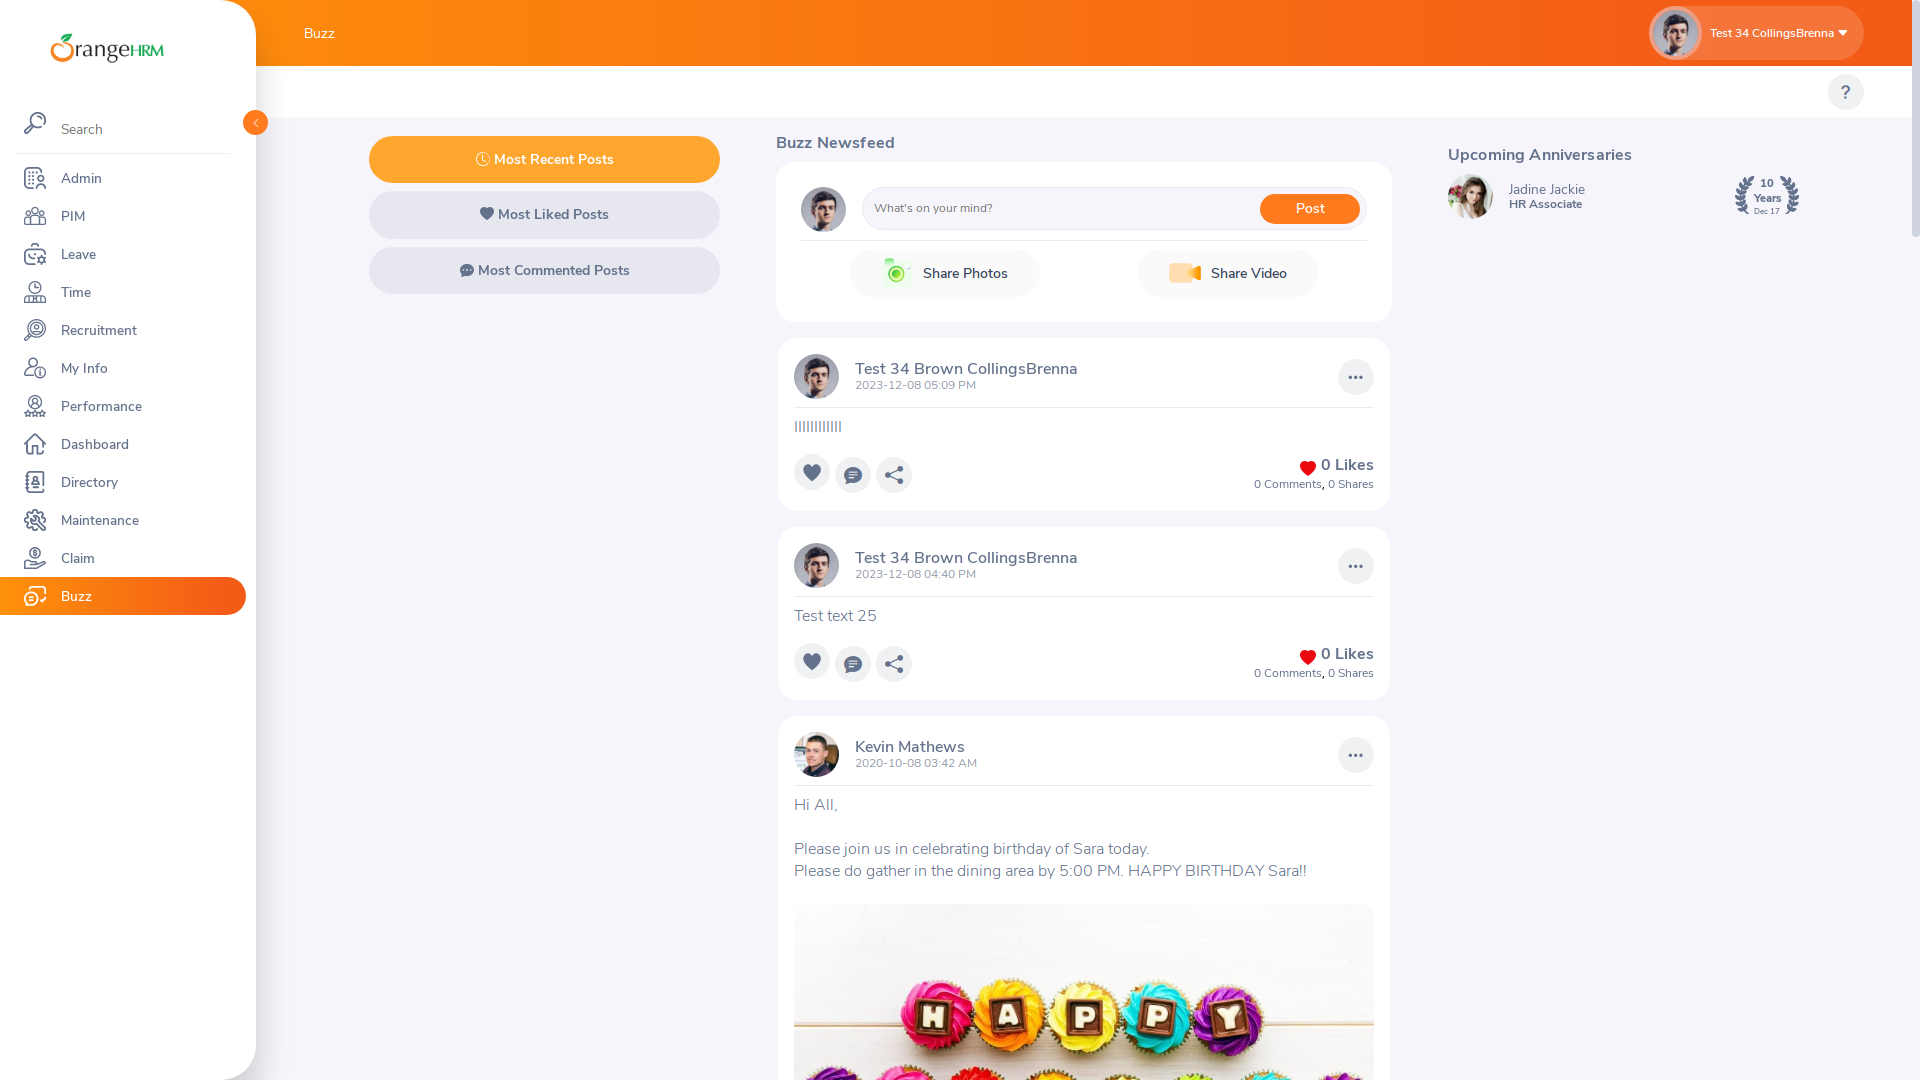 OrangeHRM
Buzz
Test 34 CollingsBrenna
?
Search
Admin
PIM
Leave
Time
Recruitment
My Info
Performance
Dashboard
Directory
Maintenance
Claim
Buzz
Most Recent Posts
Most Liked Posts
Most Commented Posts
Buzz Newsfeed
What's on your mind?
Post
Share Photos
Share Video
Test 34 Brown CollingsBrenna
2023-12-08 05:09 PM
0 Likes
0 Comments, 0 Shares
Test 34 Brown CollingsBrenna
2023-12-08 04:40 PM
Test text 25
0 Likes
0 Comments, 0 Shares
Kevin Mathews
2020-10-08 03:42 AM
Hi All,
Please join us in celebrating birthday of Sara today.
Please do gather in the dining area by 5:00 PM. HAPPY BIRTHDAY Sara!!
HAPPY
Upcoming Anniversaries
Jadine Jackie
HR Associate
10
Years
Dec 17